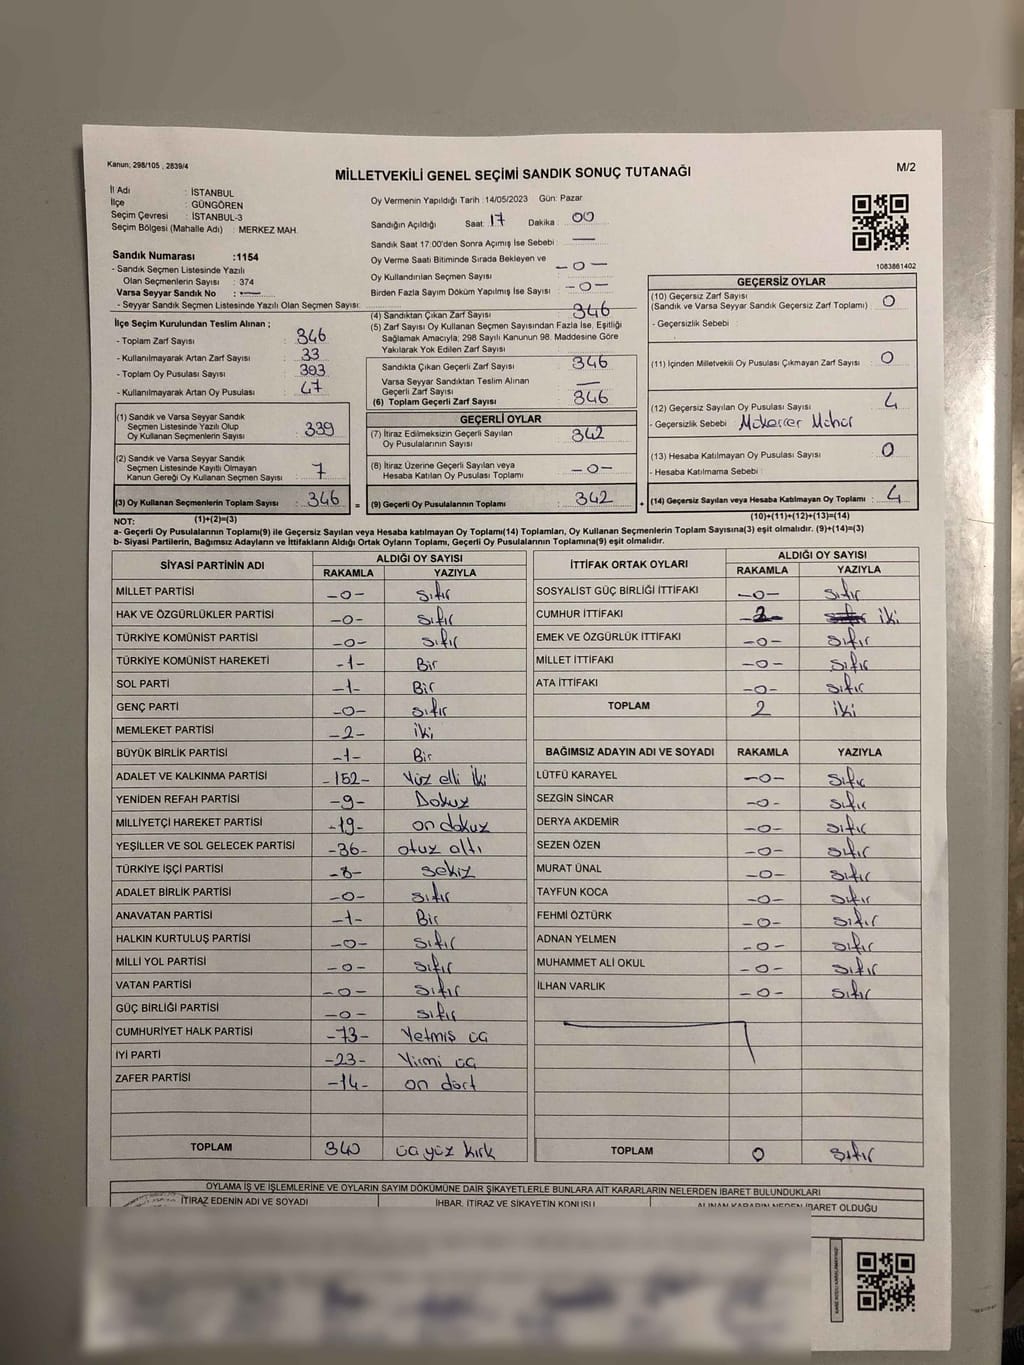 Kanun; 298/105 , 2839/4
MİLLETVEKİLİ GENEL SEÇİMİ SANDIK SONUÇ TUTANAĞI
M/2
İl Adı : İSTANBUL
İlçe : GÜNGÖREN
Seçim Çevresi : İSTANBUL-3
Seçim Bölgesi (Mahalle Adı) : MERKEZ MAH.
Sandık Numarası :1154
- Sandık Seçmen Listesinde Yazılı
Olan Seçmenlerin Sayısı : 374
Varsa Seyyar Sandık No : —
- Seyyar Sandık Seçmen Listesinde Yazılı Olan Seçmen Sayısı:
Oy Vermenin Yapıldığı Tarih :14/05/2023 Gün: Pazar
Sandığın Açıldığı Saat: 17 Dakika : 00
Sandık Saat 17:00'den Sonra Açımış İse Sebebi : —
Oy Verme Saati Bitiminde Sırada Bekleyen ve
Oy Kullandırılan Seçmen Sayısı : -0-
Birden Fazla Sayım Döküm Yapılmış İse Sayısı : -0-
1083861402
İlçe Seçim Kurulundan Teslim Alınan ;
- Toplam Zarf Sayısı : 346
- Kullanılmayarak Artan Zarf Sayısı : 33
- Toplam Oy Pusulası Sayısı : 393
- Kullanılmayarak Artan Oy Pusulası : 47
(1) Sandık ve Varsa Seyyar Sandık
Seçmen Listesinde Yazılı Olup
Oy Kullanan Seçmenlerin Sayısı : 339
(2) Sandık ve Varsa Seyyar Sandık
Seçmen Listesinde Kayıtlı Olmayan
Kanun Gereği Oy Kullanan Seçmen Sayısı : 7
(3) Oy Kullanan Seçmenlerin Toplam Sayısı : 346
(1)+(2)=(3)
(4) Sandıktan Çıkan Zarf Sayısı : 346
(5) Zarf Sayısı Oy Kullanan Seçmen Sayısından Fazla İse, Eşitliği
Sağlamak Amacıyla; 298 Sayılı Kanunun 98. Maddesine Göre
Yakılarak Yok Edilen Zarf Sayısı :
Sandıkta Çıkan Geçerli Zarf Sayısı : 346
Varsa Seyyar Sandıktan Teslim Alınan
Geçerli Zarf Sayısı : —
(6) Toplam Geçerli Zarf Sayısı : 346
GEÇERLİ OYLAR
(7) İtiraz Edilmeksizin Geçerli Sayılan
Oy Pusulalarının Sayısı : 342
(8) İtiraz Üzerine Geçerli Sayılan veya
Hesaba Katılan Oy Pusulası Toplamı : -0-
= (9) Geçerli Oy Pusulalarının Toplamı : 342 +
GEÇERSİZ OYLAR
(10) Geçersiz Zarf Sayısı
(Sandık ve Varsa Seyyar Sandık Geçersiz Zarf Toplamı) : 0
- Geçersizlik Sebebi :
(11) İçinden Milletvekili Oy Pusulası Çıkmayan Zarf Sayısı : 0
(12) Geçersiz Sayılan Oy Pusulası Sayısı : 4
- Geçersizlik Sebebi : Mükerrer Mühür
(13) Hesaba Katılmayan Oy Pusulası Sayısı : 0
- Hesaba Katılmama Sebebi :
(14) Geçersiz Sayılan veya Hesaba Katılmayan Oy Toplamı : 4
(10)+(11)+(12)+(13)=(14)
NOT:
a- Geçerli Oy Pusulalarının Toplamı(9) ile Geçersiz Sayılan veya Hesaba katılmayan Oy Toplamı(14) Toplamları, Oy Kullanan Seçmenlerin Toplam Sayısına(3) eşit olmalıdır. (9)+(14)=(3)
b- Siyasi Partilerin, Bağımsız Adayların ve İttifakların Aldığı Ortak Oyların Toplamı, Geçerli Oy Pusulalarının Toplamına(9) eşit olmalıdır.
SİYASİ PARTİNİN ADI ALDIĞI OY SAYISI
RAKAMLA YAZIYLA
MİLLET PARTİSİ -0- sıfır
HAK VE ÖZGÜRLÜKLER PARTİSİ -0- sıfır
TÜRKİYE KOMÜNİST PARTİSİ -0- sıfır
TÜRKİYE KOMÜNİST HAREKETİ -1- Bir
SOL PARTİ -1- Bir
GENÇ PARTİ -0- sıfır
MEMLEKET PARTİSİ -2- iki
BÜYÜK BİRLİK PARTİSİ -1- Bir
ADALET VE KALKINMA PARTİSİ -152- Yüz elli iki
YENİDEN REFAH PARTİSİ -9- Dokuz
MİLLİYETÇİ HAREKET PARTİSİ -19- on dokuz
YEŞİLLER VE SOL GELECEK PARTİSİ -36- otuz altı
TÜRKİYE İŞÇİ PARTİSİ -8- sekiz
ADALET BİRLİK PARTİSİ -0- sıfır
ANAVATAN PARTİSİ -1- Bir
HALKIN KURTULUŞ PARTİSİ -0- sıfır
MİLLİ YOL PARTİSİ -0- sıfır
VATAN PARTİSİ -0- sıfır
GÜÇ BİRLİĞİ PARTİSİ -0- sıfır
CUMHURİYET HALK PARTİSİ -73- Yetmiş üç
İYİ PARTİ -23- Yirmi üç
ZAFER PARTİSİ -14- on dört
TOPLAM 340 üçyüz kırk
İTTİFAK ORTAK OYLARI ALDIĞI OY SAYISI
RAKAMLA YAZIYLA
SOSYALİST GÜÇ BİRLİĞİ İTTİFAKI -0- sıfır
CUMHUR İTTİFAKI -2- sıfır iki
EMEK VE ÖZGÜRLÜK İTTİFAKI -0- sıfır
MİLLET İTTİFAKI -0- sıfır
ATA İTTİFAKI -0- sıfır
TOPLAM 2 iki
BAĞIMSIZ ADAYIN ADI VE SOYADI RAKAMLA YAZIYLA
LÜTFÜ KARAYEL -0- sıfır
SEZGİN SİNCAR -0- sıfır
DERYA AKDEMİR -0- sıfır
SEZEN ÖZEN -0- sıfır
MURAT ÜNAL -0- sıfır
TAYFUN KOCA -0- sıfır
FEHMİ ÖZTÜRK -0- sıfır
ADNAN YELMEN -0- sıfır
MUHAMMET ALİ OKUL -0- sıfır
İLHAN VARLIK -0- sıfır
TOPLAM 0 sıfır
OYLAMA İŞ VE İŞLEMLERİNE VE OYLARIN SAYIM DÖKÜMÜNE DAİR ŞİKAYETLERLE BUNLARA AİT KARARLARIN NELERDEN İBARET BULUNDUKLARI
İTİRAZ EDENİN ADI VE SOYADI İHBAR, İTİRAZ VE ŞİKAYETİN KONUSU ALINAN KARARIN NEDEN İBARET OLDUĞU